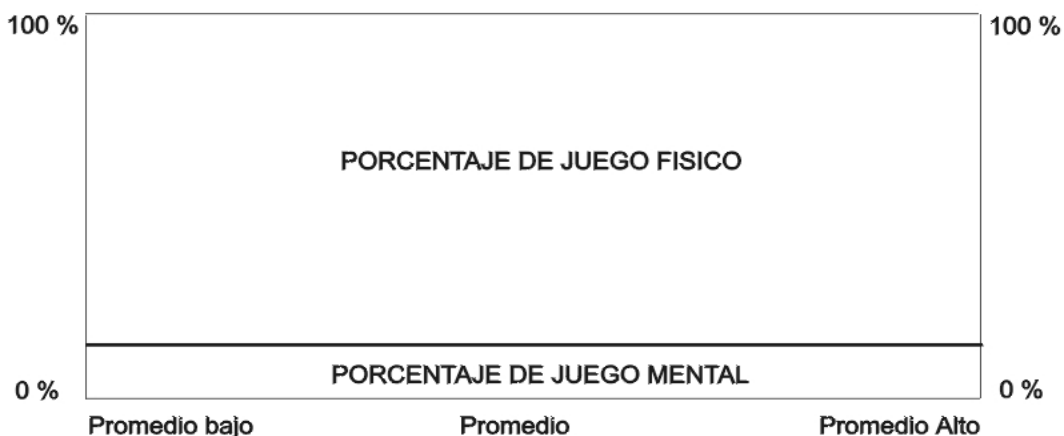 100 % 100 %
PORCENTAJE DE JUEGO FISICO
PORCENTAJE DE JUEGO MENTAL
0 % 0 %
Promedio bajo Promedio Promedio Alto